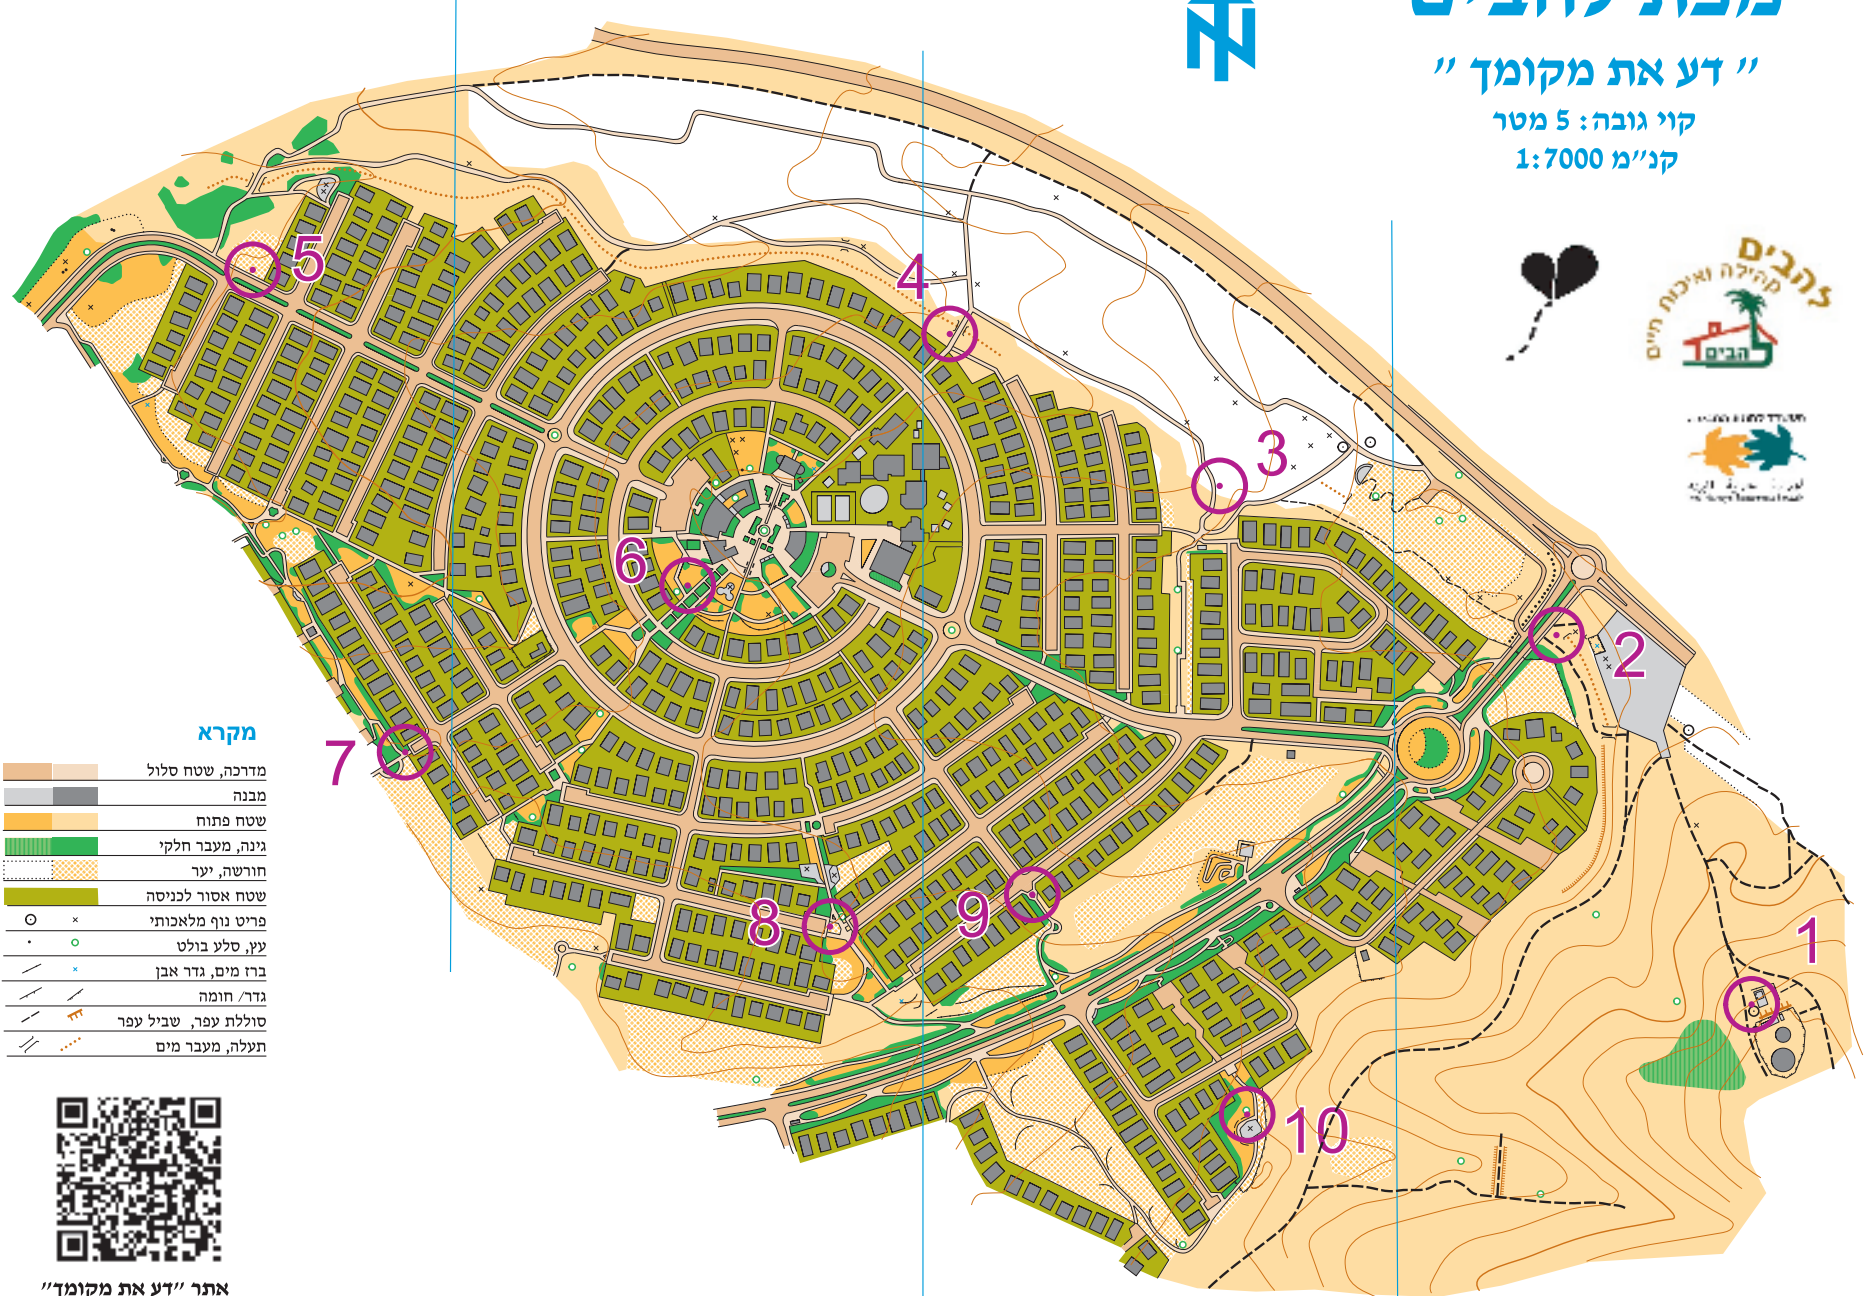 מפת להבים
״ דע את מקומך ״
קוי גובה: 5 מטר
קנ״מ 1:7000
להבים
קהילה ואיכות חיים
הבים
5
4
3
6
2
7
8
9
1
10
מקרא
מדרכה, שטח סלול
מבנה
שטח פתוח
גינה, מעבר חלקי
חורשה, יער
שטח אסור לכניסה
פריט נוף מלאכותי
עץ, סלע בולט
ברז מים, גדר אבן
גדר/ חומה
סוללת עפר, שביל עפר
תעלה, מעבר מים
אתר ״דע את מקומך״